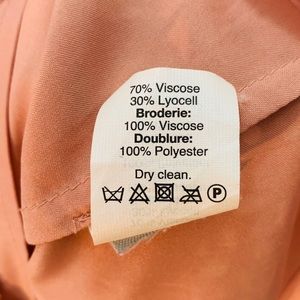 70% Viscose
30% Lyocell
Broderie:
100% Viscose
Doublure:
100% Polyester
Dry clean.
P